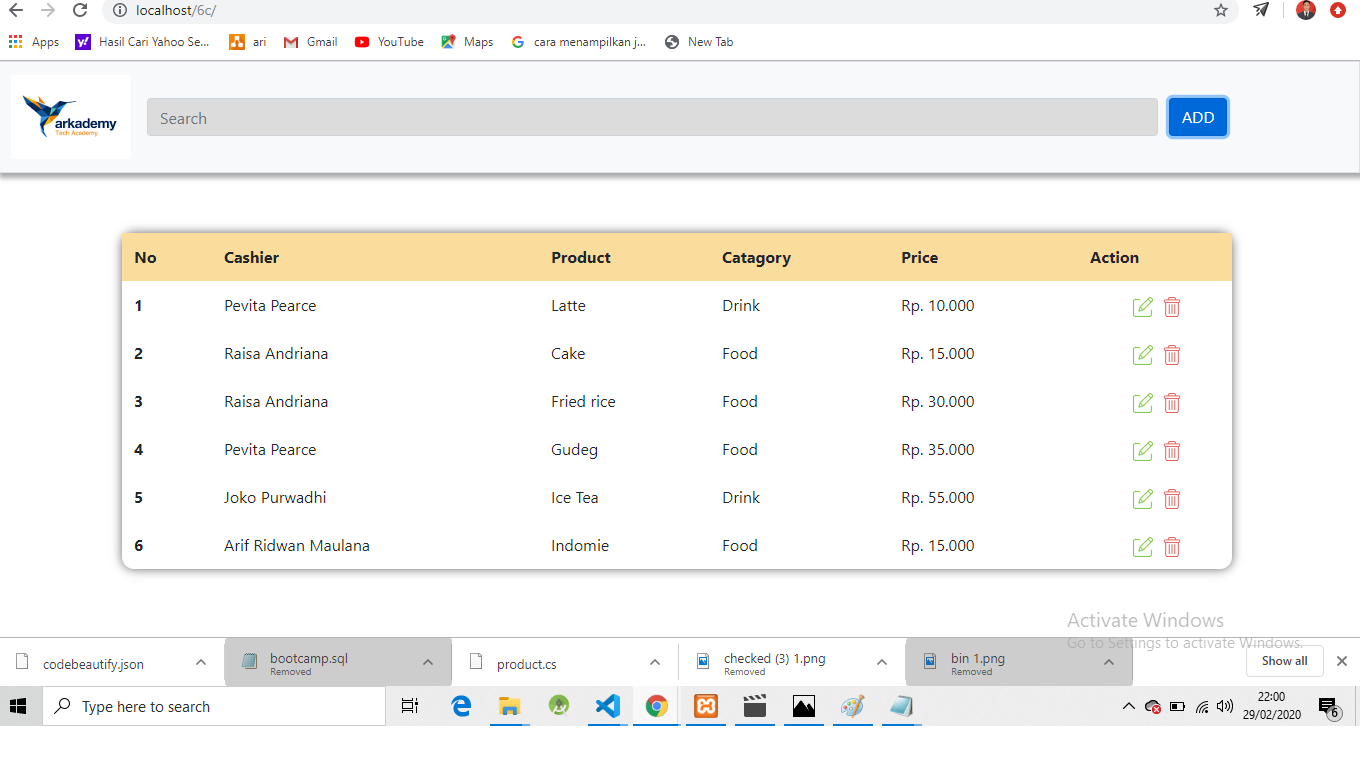 localhost/6c/
Apps Hasil Cari Yahoo Se... ari Gmail YouTube Maps cara menampilkan j... New Tab
arkademy
Tech Academy
Search ADD
No Cashier Product Catagory Price Action
1 Pevita Pearce Latte Drink Rp. 10.000
2 Raisa Andriana Cake Food Rp. 15.000
3 Raisa Andriana Fried rice Food Rp. 30.000
4 Pevita Pearce Gudeg Food Rp. 35.000
5 Joko Purwadhi Ice Tea Drink Rp. 55.000
6 Arif Ridwan Maulana Indomie Food Rp. 15.000
Activate Windows
Go to Settings to activate Windows.
codebeautify.json
bootcamp.sql
Removed
product.cs
checked (3) 1.png
Removed
bin 1.png
Removed
Show all
Type here to search
22:00
29/02/2020
6